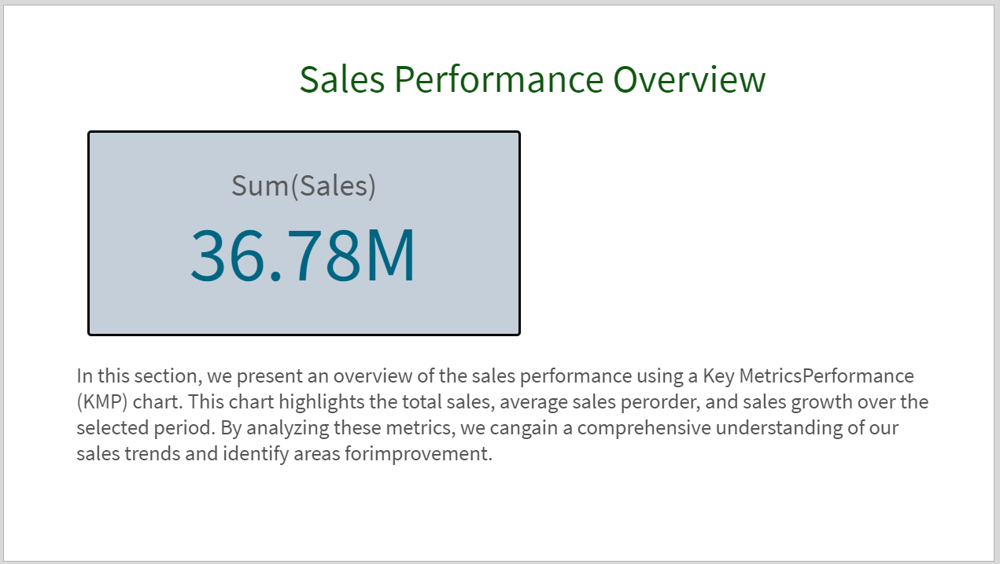 Sales Performance Overview
Sum(Sales)
36.78M
In this section, we present an overview of the sales performance using a Key MetricsPerformance
(KMP) chart. This chart highlights the total sales, average sales perorder, and sales growth over the
selected period. By analyzing these metrics, we cangain a comprehensive understanding of our
sales trends and identify areas forimprovement.